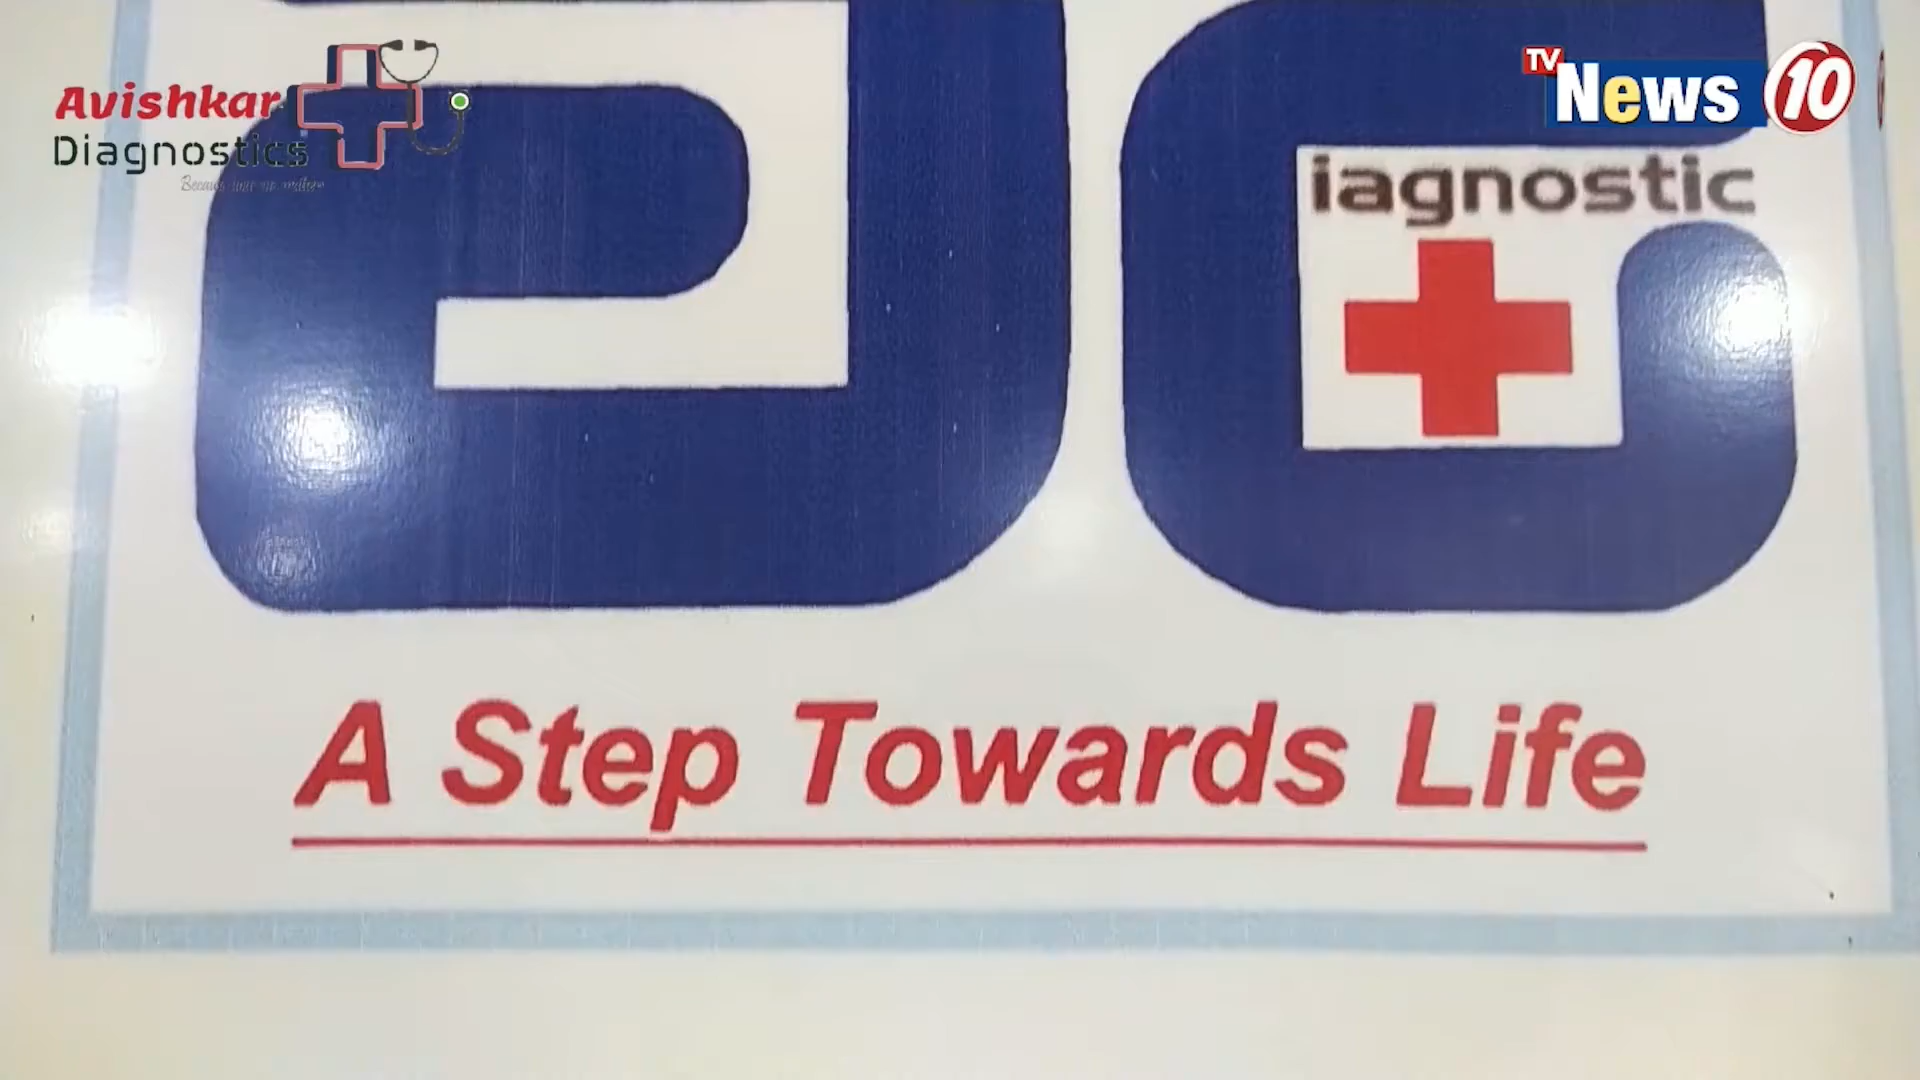 Avishkar
Diagnostics
TV
News 10
iagnostic
A Step Towards Life